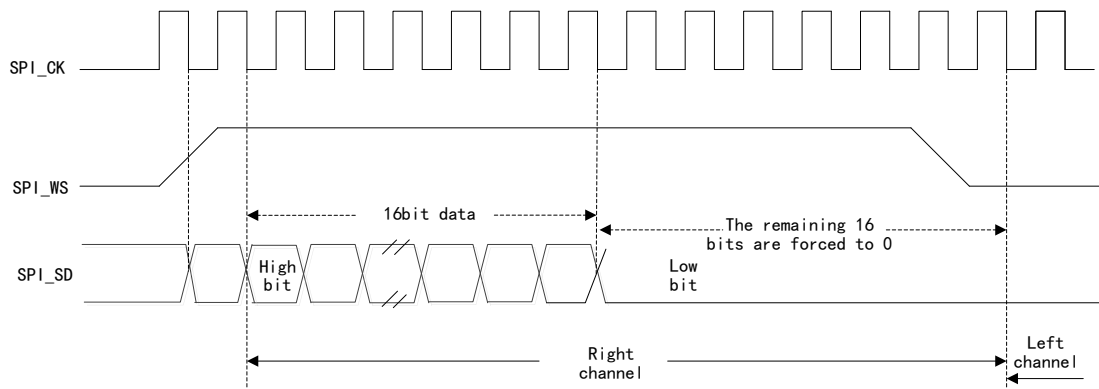 SPI_CK
SPI_WS
16bit data
The remaining 16
bits are forced to 0
SPI_SD
High
bit
Low
bit
Right
channel
Left
channel